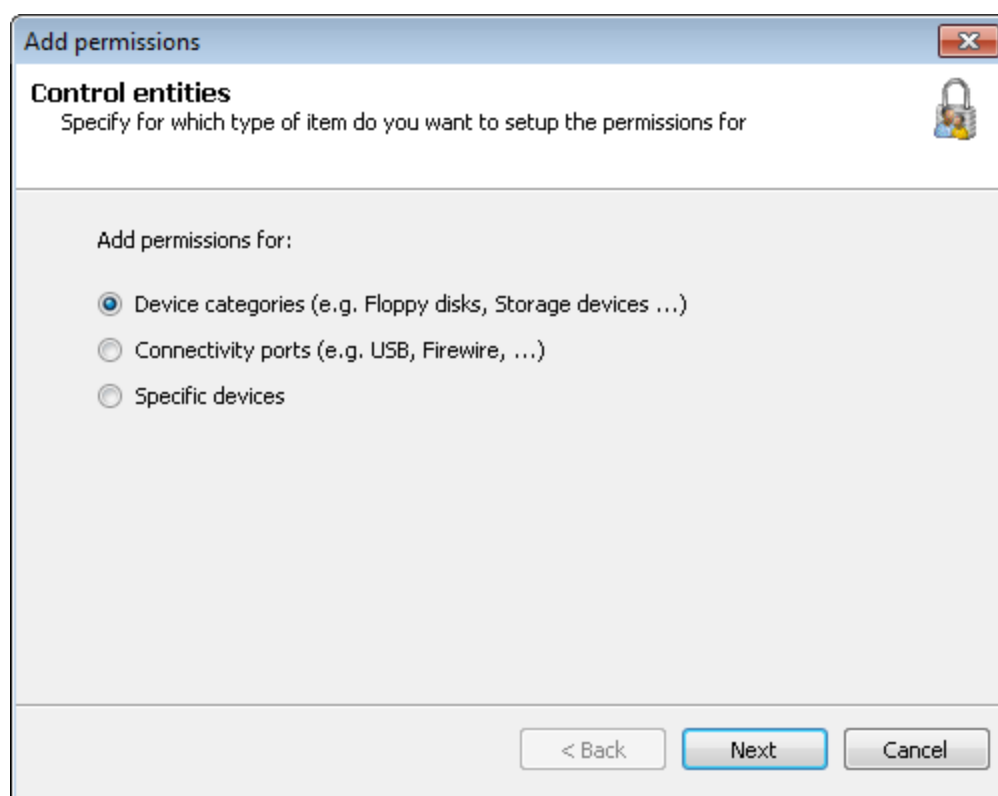 Add permissions
Control entities
Specify for which type of item do you want to setup the permissions for
Add permissions for:
Device categories (e.g. Floppy disks, Storage devices ...)
Connectivity ports (e.g. USB, Firewire, ...)
Specific devices
< Back Next Cancel